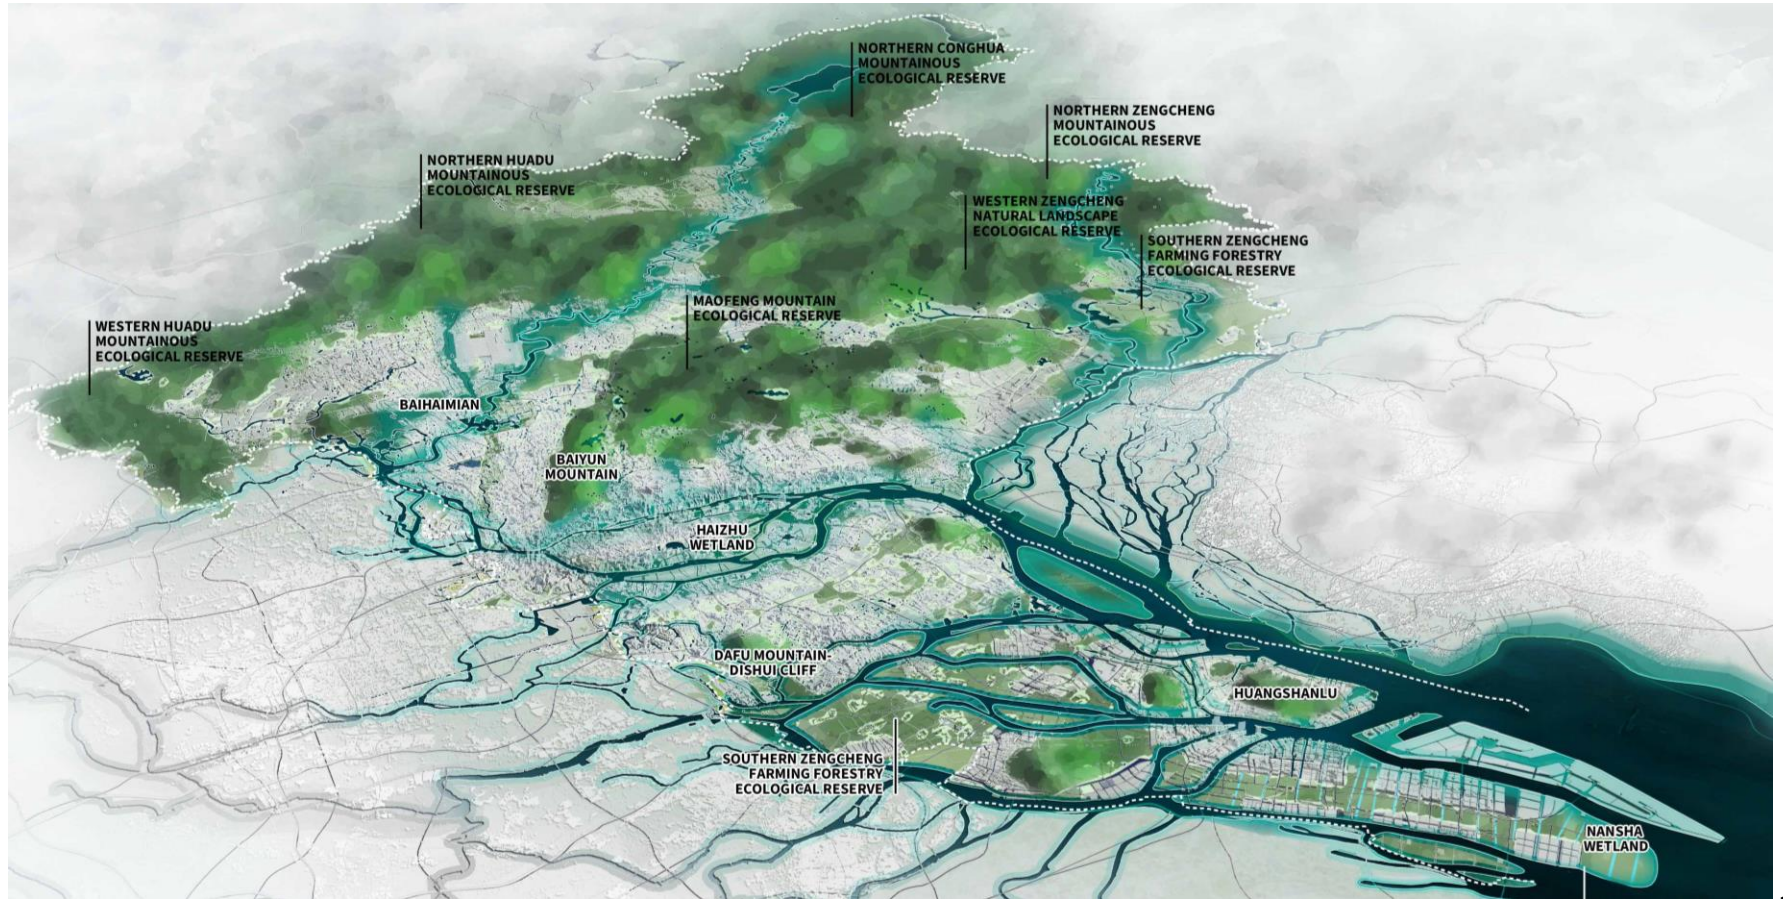 NORTHERN CONGHUA
MOUNTAINOUS
ECOLOGICAL RESERVE
NORTHERN ZENGCHENG
MOUNTAINOUS
ECOLOGICAL RESERVE
NORTHERN HUADU
MOUNTAINOUS
ECOLOGICAL RESERVE
WESTERN ZENGCHENG
NATURAL LANDSCAPE
ECOLOGICAL RESERVE
SOUTHERN ZENGCHENG
FARMING FORESTRY
ECOLOGICAL RESERVE
MAOFENG MOUNTAIN
ECOLOGICAL RESERVE
WESTERN HUADU
MOUNTAINOUS
ECOLOGICAL RESERVE
BAIHAIMIAN
BAIYUN
MOUNTAIN
HAIZHU
WETLAND
DAFU MOUNTAIN-
DISHUI CLIFF
HUANGSHANLU
SOUTHERN ZENGCHENG
FARMING FORESTRY
ECOLOGICAL RESERVE
NANSHA
WETLAND